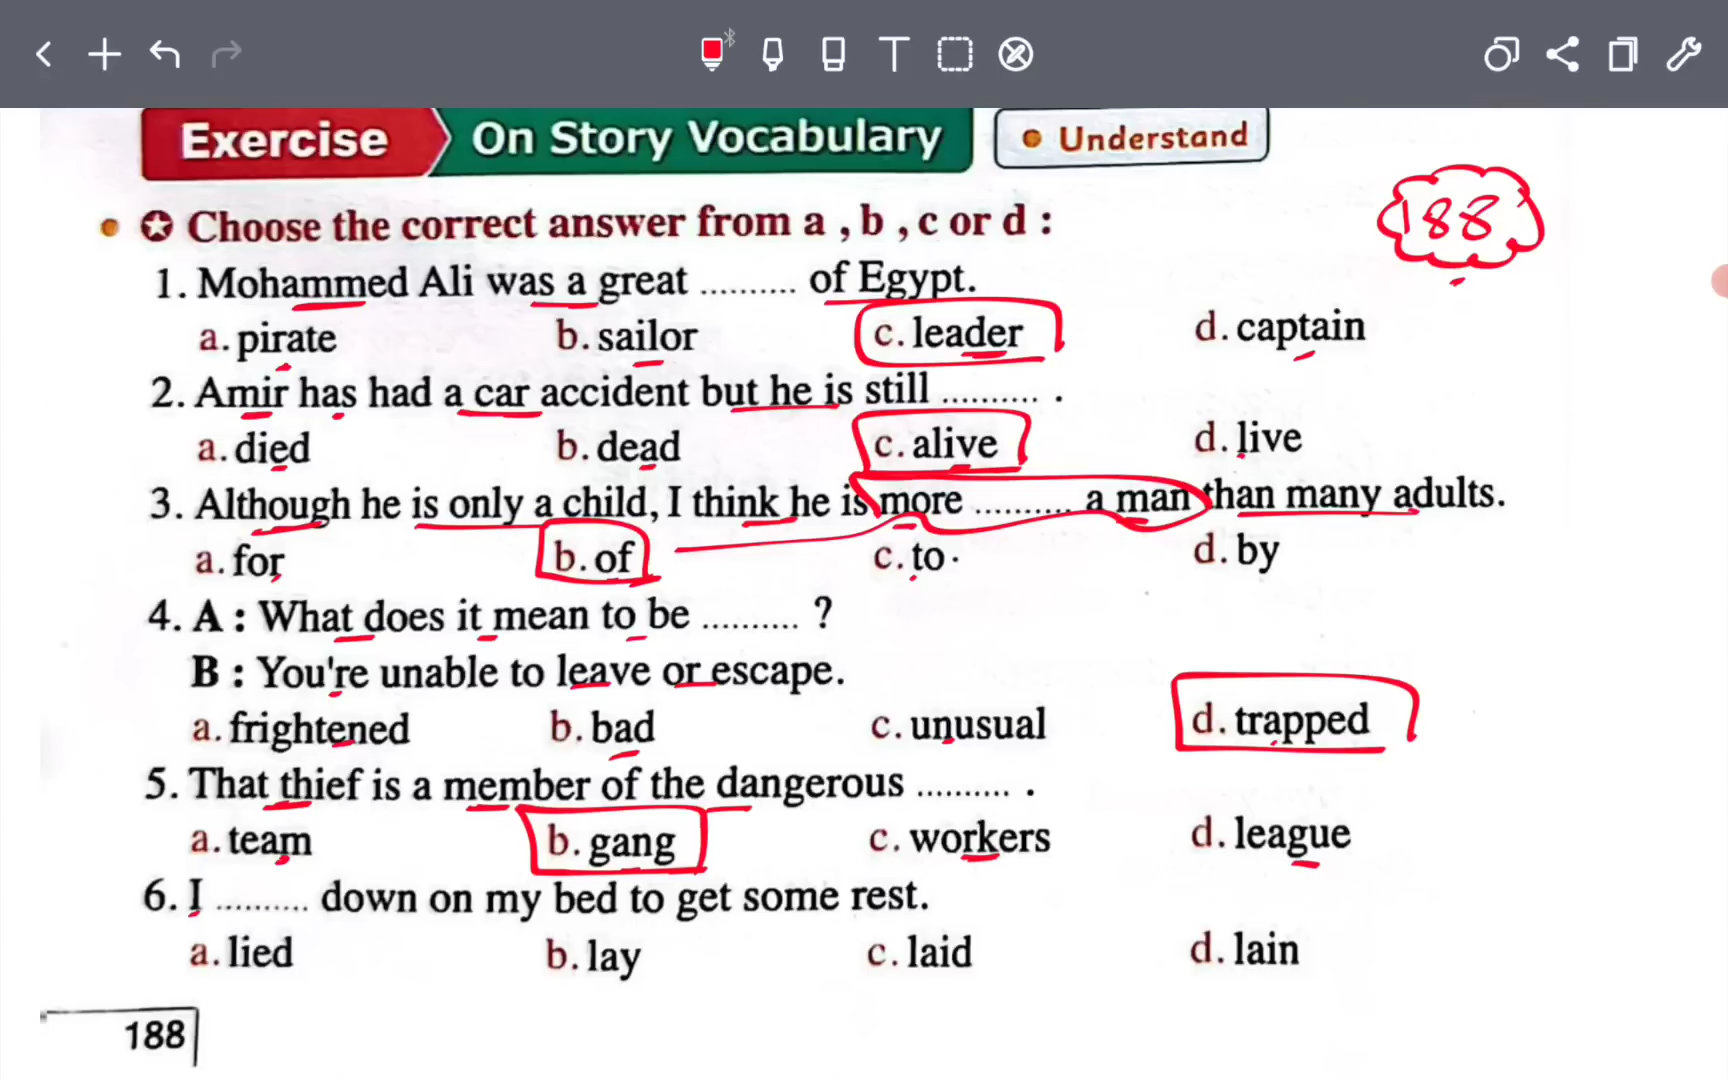 Exercise On Story Vocabulary • Understand
188
• Choose the correct answer from a , b , c or d :
1. Mohammed Ali was a great .......... of Egypt.
a. pirate b. sailor c. leader d. captain
2. Amir has had a car accident but he is still .......... .
a. died b. dead c. alive d. live
3. Although he is only a child, I think he is more .......... a man than many adults.
a. for b. of c. to d. by
4. A : What does it mean to be .......... ?
B : You're unable to leave or escape.
a. frightened b. bad c. unusual d. trapped
5. That thief is a member of the dangerous .......... .
a. team b. gang c. workers d. league
6. I .......... down on my bed to get some rest.
a. lied b. lay c. laid d. lain
188